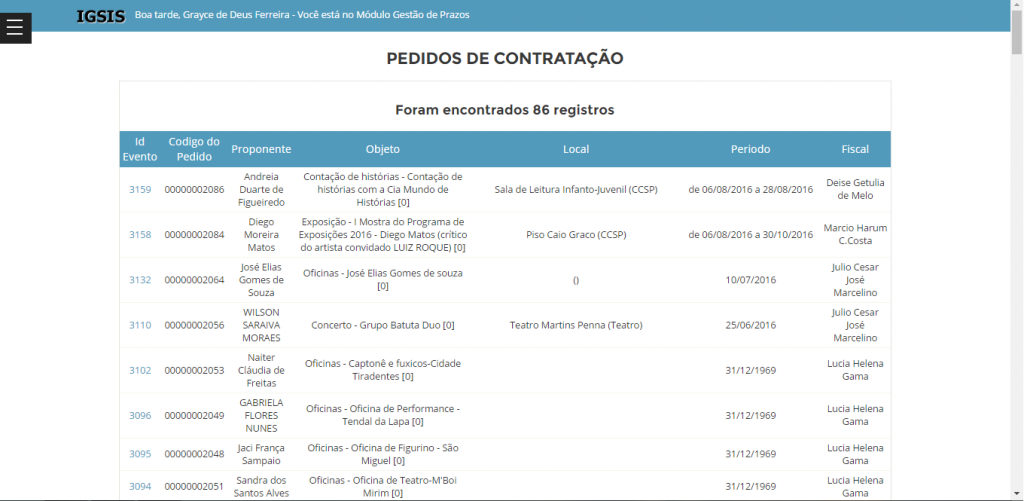 IGSIS Boa tarde, Grayce de Deus Ferreira - Você está no Módulo Gestão de Prazos
PEDIDOS DE CONTRATAÇÃO
Foram encontrados 86 registros
Id Evento Codigo do Pedido Proponente Objeto Local Periodo Fiscal
3159 00000002086 Andreia Duarte de Figueiredo Contação de histórias - Contação de histórias com a Cia Mundo de Histórias [0] Sala de Leitura Infanto-Juvenil (CCSP) de 06/08/2016 a 28/08/2016 Deise Getulia de Melo
3158 00000002084 Diego Moreira Matos Exposição - I Mostra do Programa de Exposições 2016 - Diego Matos (crítico do artista convidado LUIZ ROQUE) [0] Piso Caio Graco (CCSP) de 06/08/2016 a 30/10/2016 Marcio Harum C.Costa
3132 00000002064 José Elias Gomes de Souza Oficinas - José Elias Gomes de souza [0] () 10/07/2016 Julio Cesar José Marcelino
3110 00000002056 WILSON SARAIVA MORAES Concerto - Grupo Batuta Duo [0] Teatro Martins Penna (Teatro) 25/06/2016 Julio Cesar José Marcelino
3102 00000002053 Naiter Cláudia de Freitas Oficinas - Captonê e fuxicos-Cidade Tiradentes [0] 31/12/1969 Lucia Helena Gama
3096 00000002049 GABRIELA FLORES NUNES Oficinas - Oficina de Performance - Tendal da Lapa [0] 31/12/1969 Lucia Helena Gama
3095 00000002048 Jaci França Sampaio Oficinas - Oficina de Figurino - São Miguel [0] 31/12/1969 Lucia Helena Gama
3094 00000002051 Sandra dos Santos Alves Oficinas - Oficina de Teatro-M'Boi Mirim [0] 31/12/1969 Lucia Helena Gama